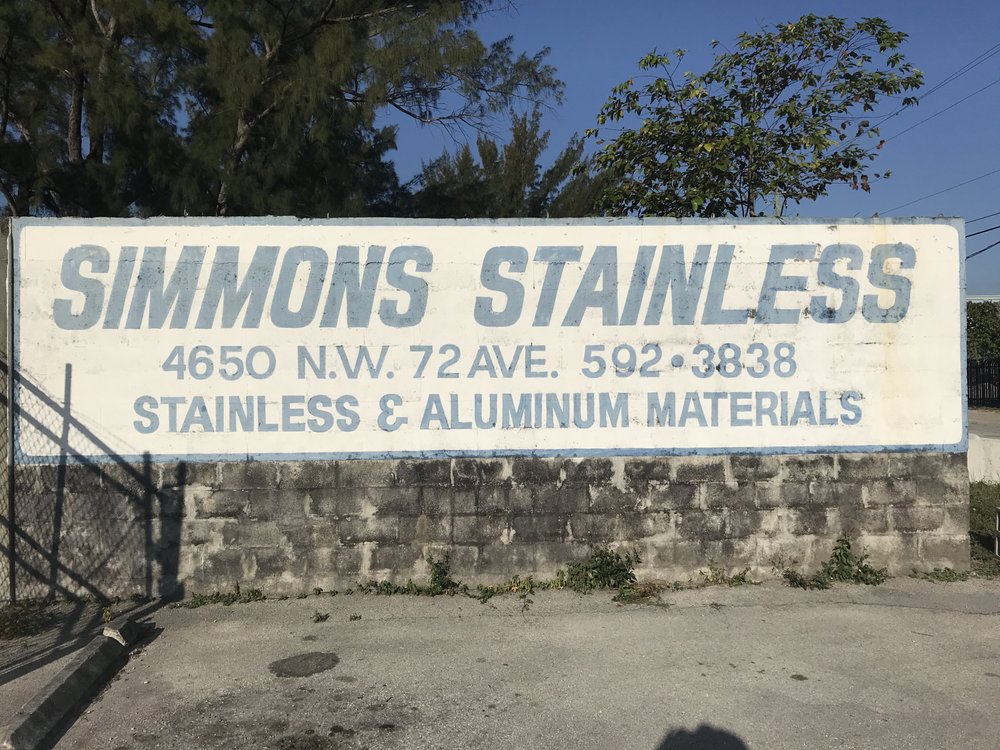 SIMMONS STAINLESS
4650 N.W. 72 AVE. 592•3838
STAINLESS & ALUMINUM MATERIALS